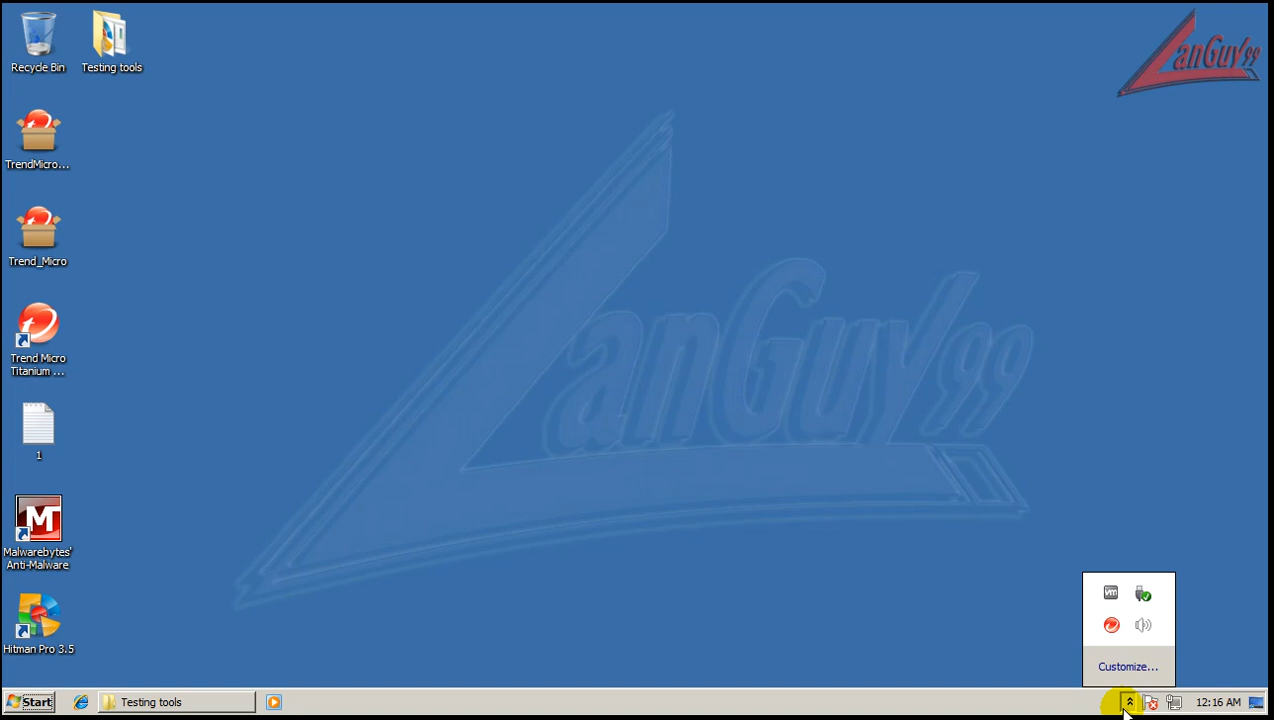 Recycle Bin
Testing tools
LanGuy99
TrendMicro...
Trend_Micro
Trend Micro
Titanium ...
LanGuy99
1
Malwarebytes'
Anti-Malware
Hitman Pro 3.5
vm
Customize...
Start
Testing tools
12:16 AM